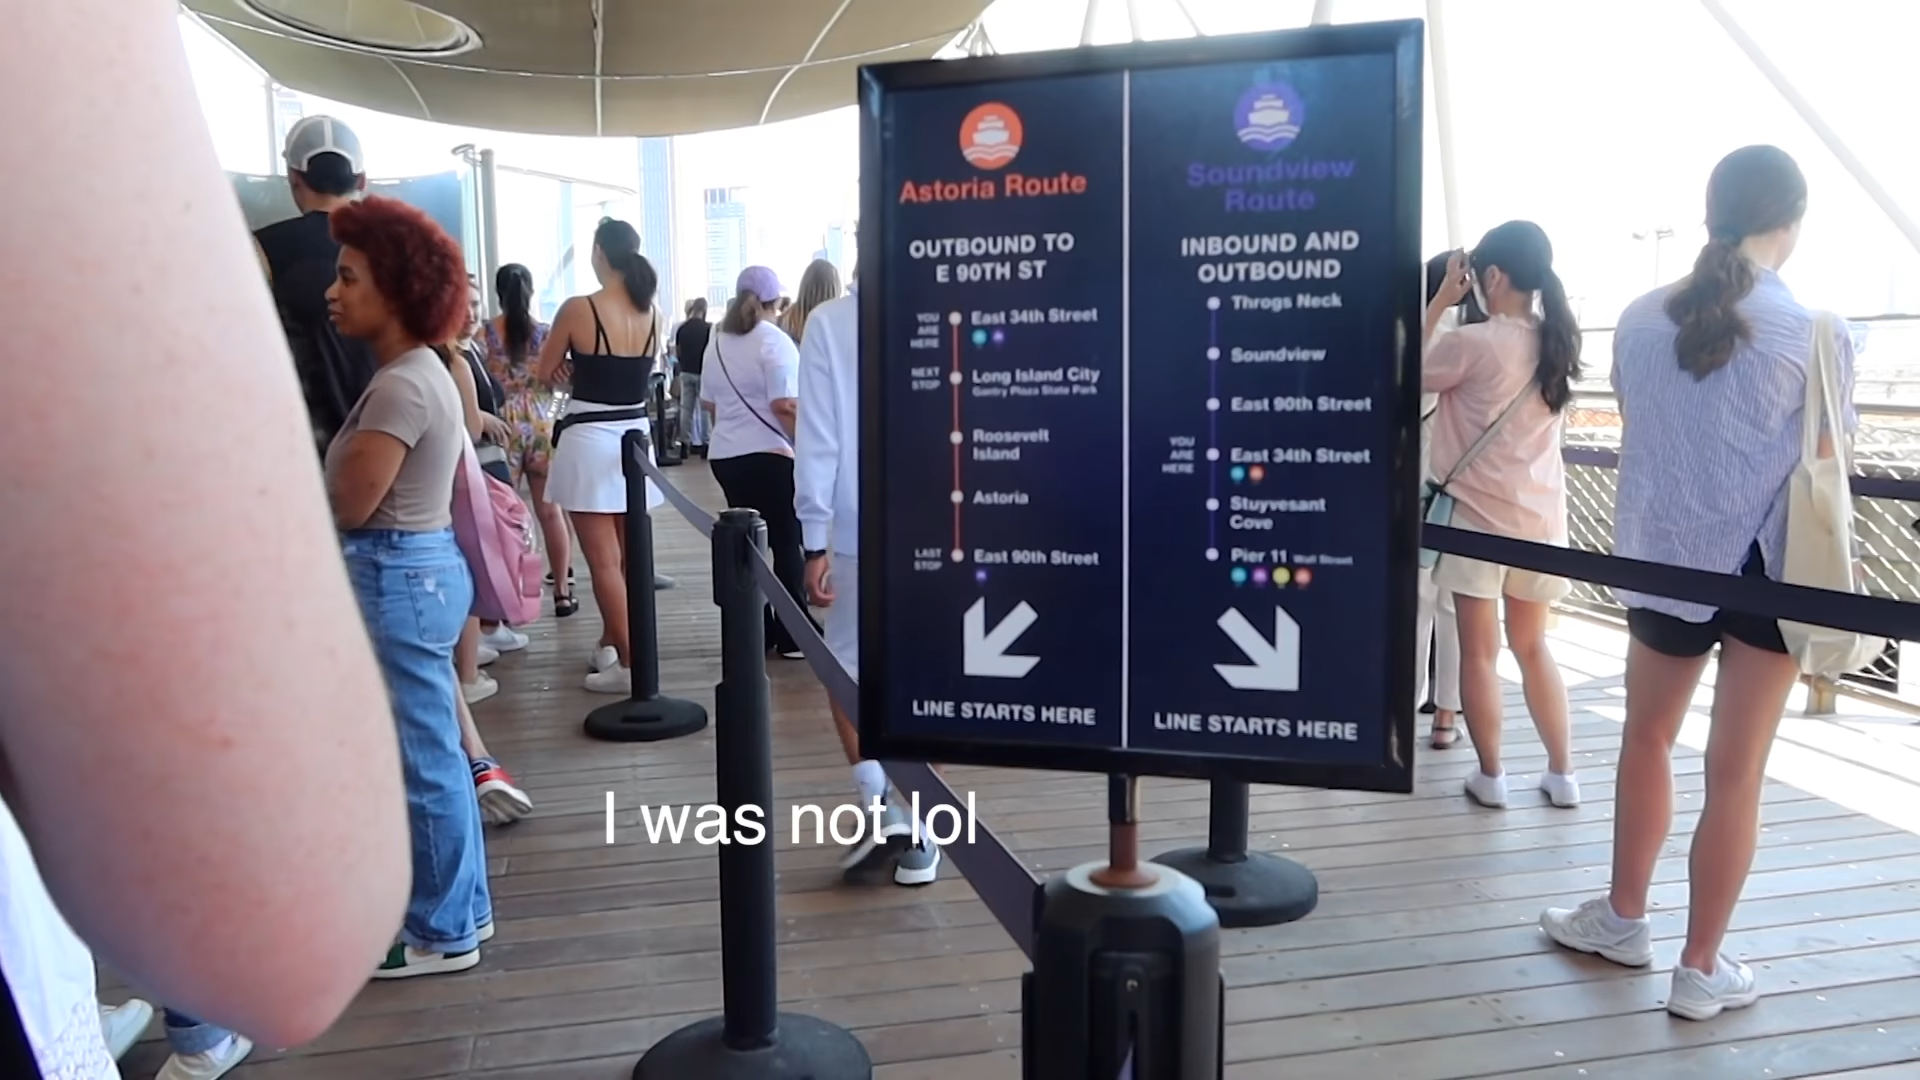 Astoria Route
OUTBOUND TO
E 90TH ST
YOU
ARE
HERE
East 34th Street
NEXT
STOP
Long Island City
Gantry Plaza State Park
Roosevelt
Island
Astoria
LAST
STOP
East 90th Street
LINE STARTS HERE
Soundview
Route
INBOUND AND
OUTBOUND
Throgs Neck
Soundview
East 90th Street
YOU
ARE
HERE
East 34th Street
Stuyvesant
Cove
Pier 11 Wall Street
LINE STARTS HERE
I was not lol